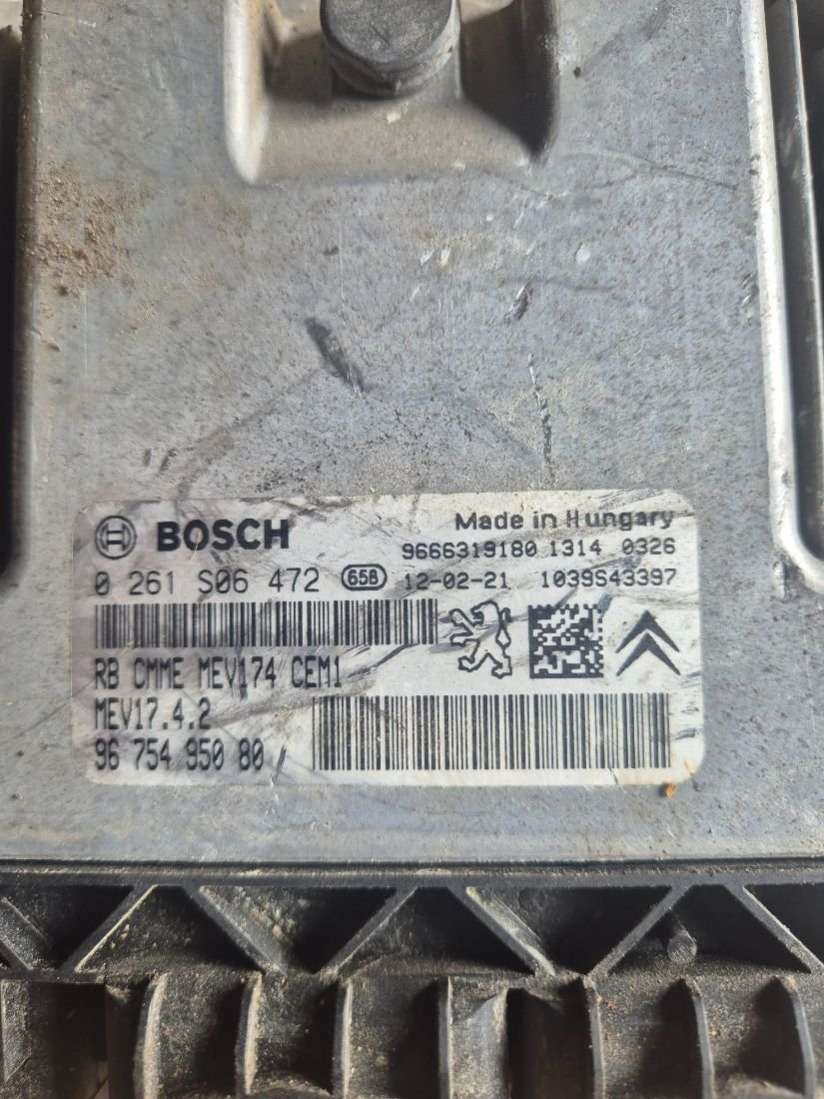 BOSCH
Made in Hungary
9666319180 1314 0326
0 261 S06 472 658 12-02-21 1039S43397
RB CMME MEV174 CEM1
MEV17.4.2
96 754 950 80